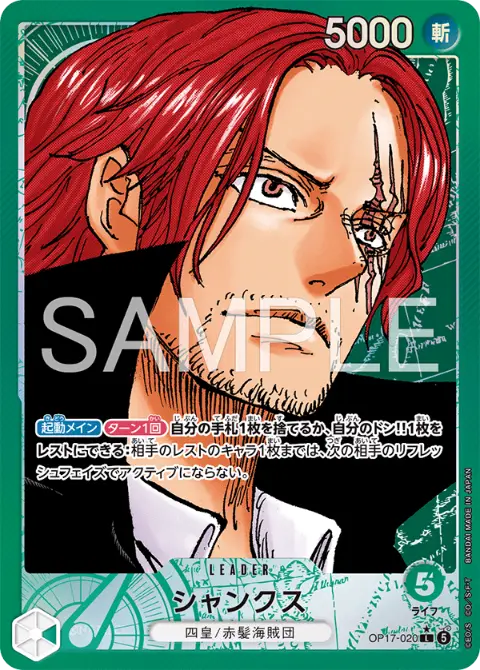 5000 斬
SAMPLE
起動メイン ターン1回 自分の手札1枚を捨てるか、自分のドン!!1枚を
レストにできる:相手のレストのキャラ1枚までは、次の相手のリフレッ
シュフェイズでアクティブにならない。
LEADER
シャンクス
四皇/赤髪海賊団
5
ライフ
OP17-020 L 5
©E.O./S. ©O./S.F.T. BANDAI MADE IN JAPAN